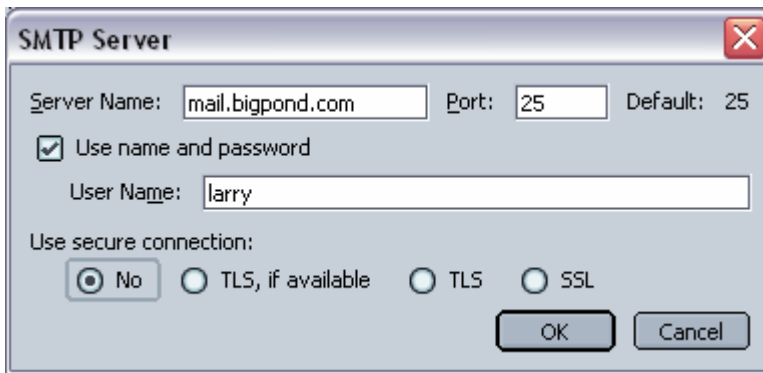 SMTP Server
Server Name: mail.bigpond.com Port: 25 Default: 25
Use name and password
User Name: larry
Use secure connection:
No TLS, if available TLS SSL
OK Cancel